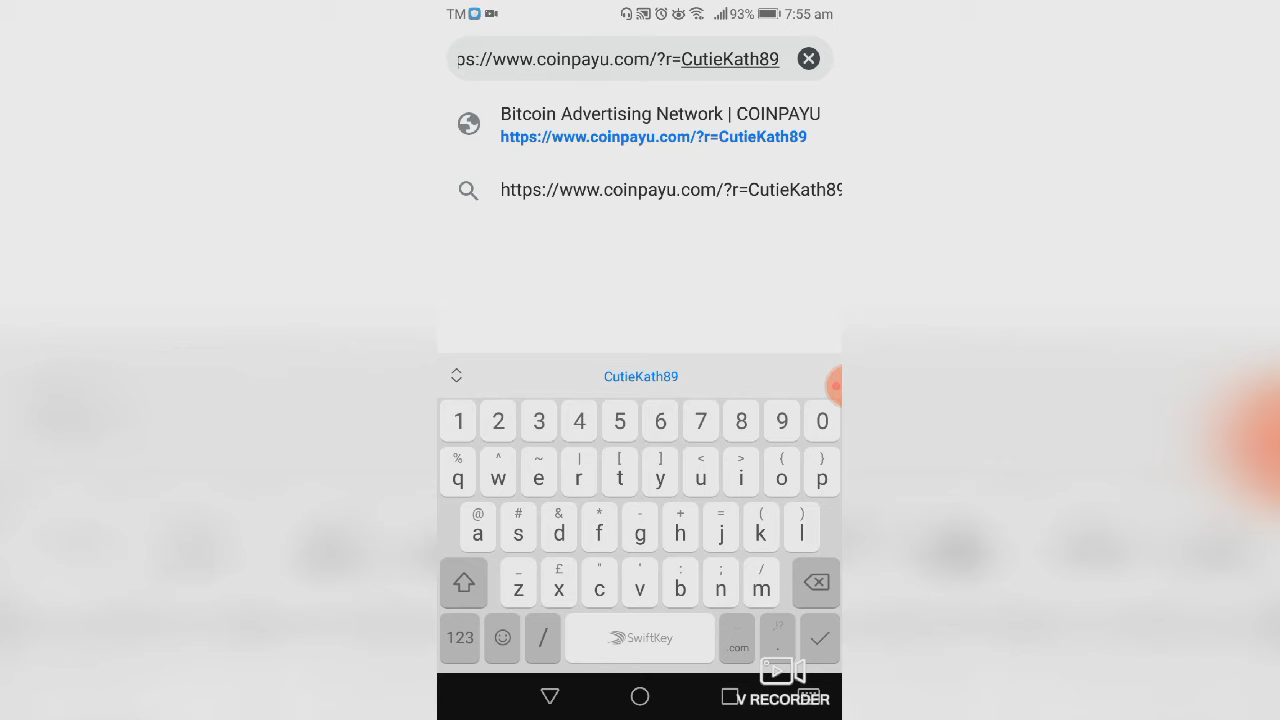 TM 93% 7:55 am
ps://www.coinpayu.com/?r=CutieKath89
Bitcoin Advertising Network | COINPAYU
https://www.coinpayu.com/?r=CutieKath89
https://www.coinpayu.com/?r=CutieKath89
CutieKath89
1 2 3 4 5 6 7 8 9 0
% ^ ~ | [ ] < > { }
q w e r t y u i o p
@ # & * - + = ( )
a s d f g h j k l
_ £ " ' : ; /
z x c v b n m
123 / SwiftKey .com ,!? .
V RECORDER